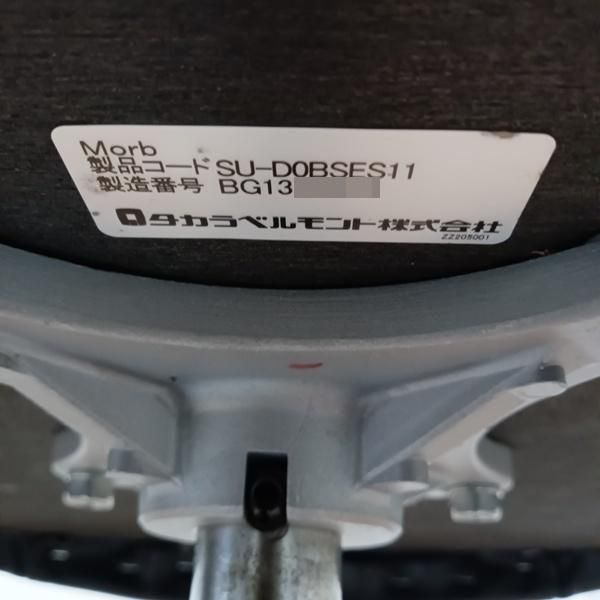 Morb
製品コード SU-D0BSES11
製造番号 BG13
タカラベルモント株式会社
ZZ205001